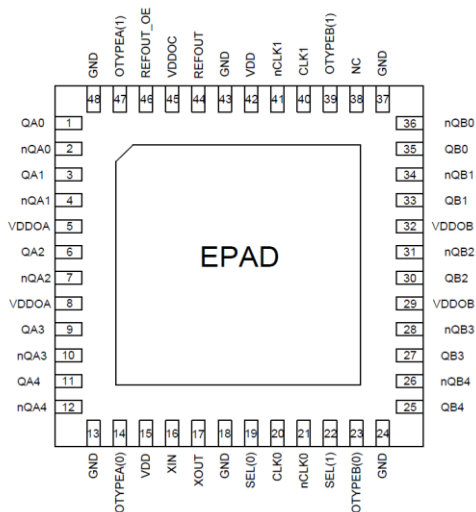 GND
OTYPEA(1)
REFOUT_OE
VDDOC
REFOUT
GND
VDD
nCLK1
CLK1
OTYPEB(1)
NC
GND
48 47 46 45 44 43 42 41 40 39 38 37
QA0 1 36 nQB0
nQA0 2 35 QB0
QA1 3 34 nQB1
nQA1 4 33 QB1
VDDOA 5 32 VDDOB
QA2 6 31 nQB2
EPAD
nQA2 7 30 QB2
VDDOA 8 29 VDDOB
QA3 9 28 nQB3
nQA3 10 27 QB3
QA4 11 26 nQB4
nQA4 12 25 QB4
13 14 15 16 17 18 19 20 21 22 23 24
GND
OTYPEA(0)
VDD
XIN
XOUT
GND
SEL(0)
CLK0
nCLK0
SEL(1)
OTYPEB(0)
GND